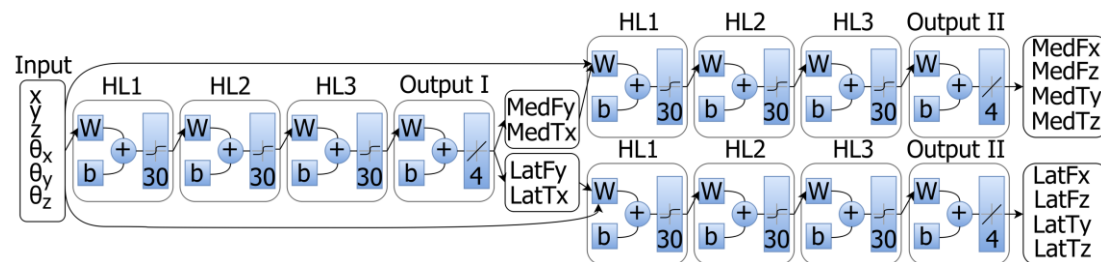 Input
x
y
z
θx
θy
θz
HL1 HL2 HL3 Output I
W b + 30 W b + 30 W b + 30 W b + 4
MedFy
MedTx
LatFy
LatTx
HL1 HL2 HL3 Output II
W b + 30 W b + 30 W b + 30 W b + 4
MedFx
MedFz
MedTy
MedTz
HL1 HL2 HL3 Output II
W b + 30 W b + 30 W b + 30 W b + 4
LatFx
LatFz
LatTy
LatTz